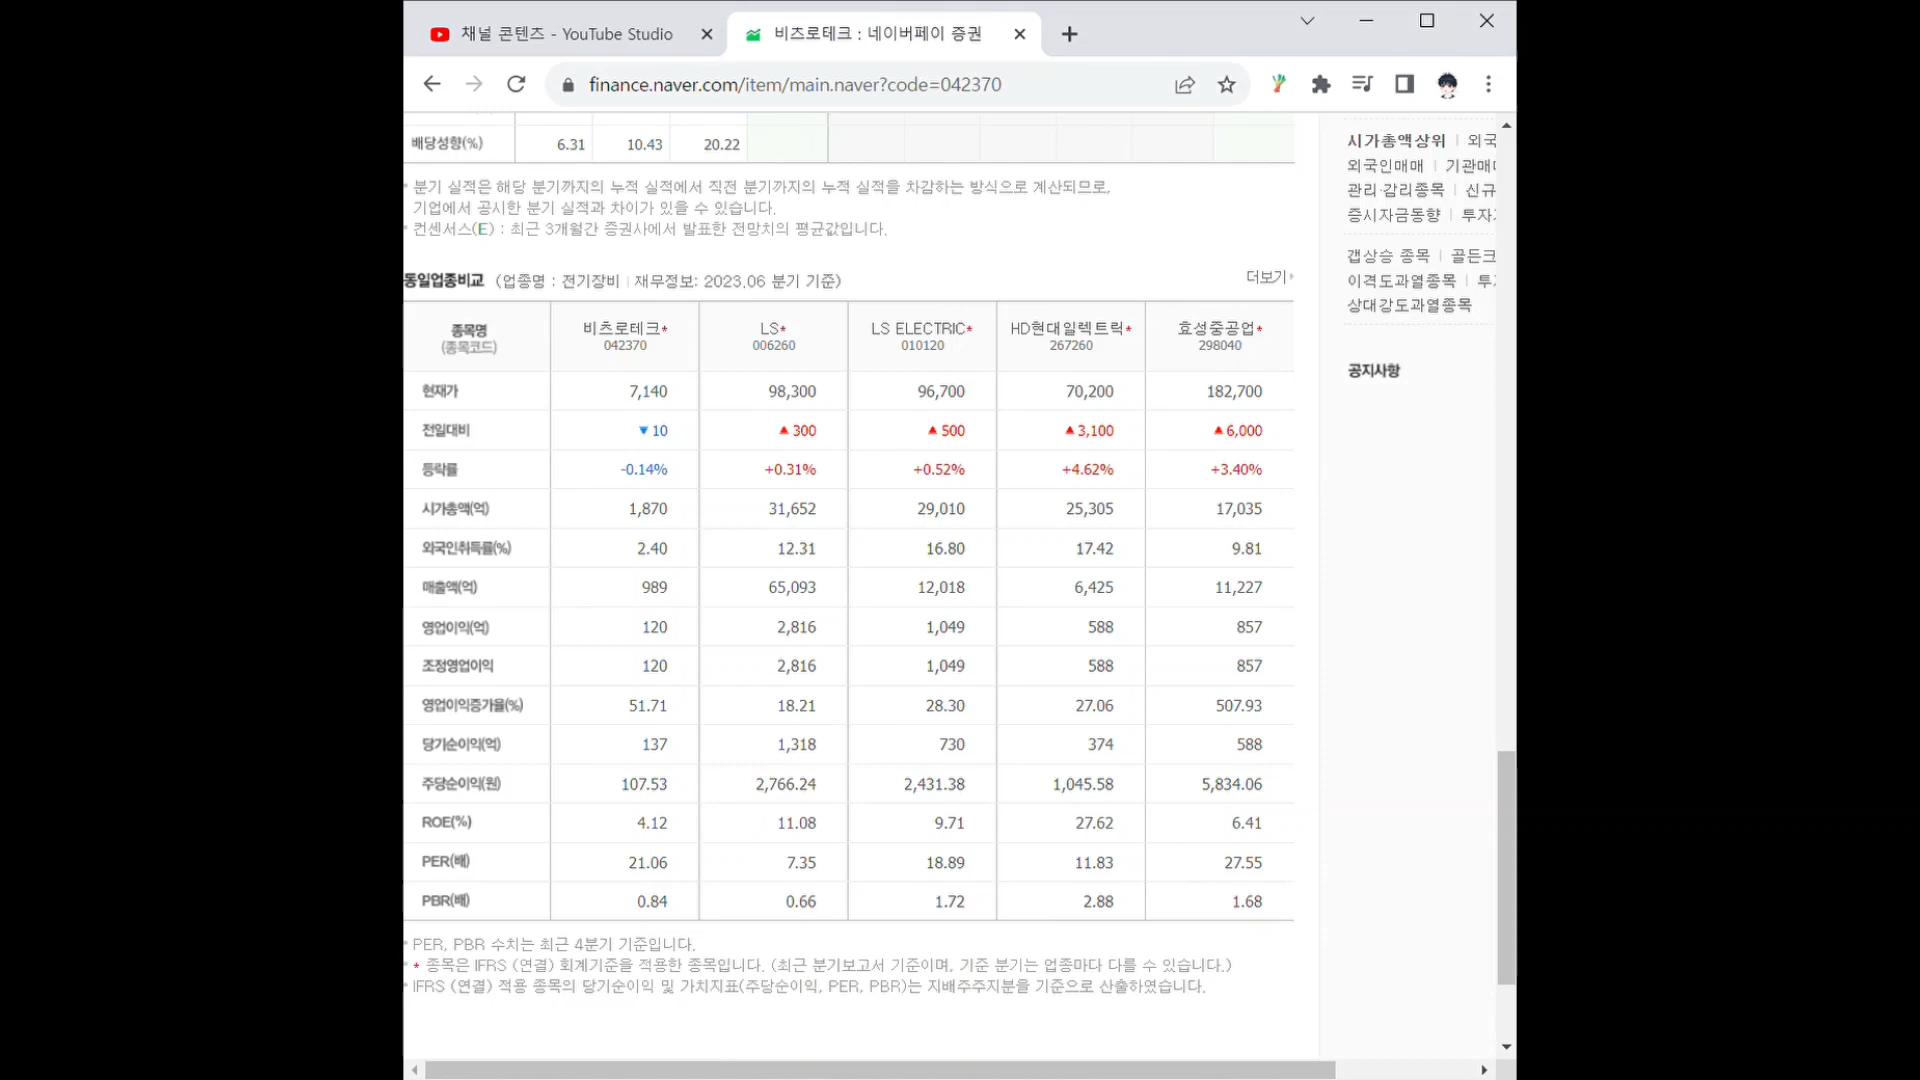 채널 콘텐츠 - YouTube Studio
비츠로테크 : 네이버페이 증권
finance.naver.com/item/main.naver?code=042370
배당성향(%) 6.31 10.43 20.22
분기 실적은 해당 분기까지의 누적 실적에서 직전 분기까지의 누적 실적을 차감하는 방식으로 계산되므로,
기업에서 공시한 분기 실적과 차이가 있을 수 있습니다.
컨센서스(E) : 최근 3개월간 증권사에서 발표한 전망치의 평균값입니다.
동일업종비교 (업종명 : 전기장비 | 재무정보: 2023.06 분기 기준) 더보기
종목명 비츠로테크* LS* LS ELECTRIC* HD현대일렉트릭* 효성중공업*
(종목코드) 042370 006260 010120 267260 298040
현재가 7,140 98,300 96,700 70,200 182,700
전일대비 ▼10 ▲300 ▲500 ▲3,100 ▲6,000
등락률 -0.14% +0.31% +0.52% +4.62% +3.40%
시가총액(억) 1,870 31,652 29,010 25,305 17,035
외국인취득률(%) 2.40 12.31 16.80 17.42 9.81
매출액(억) 989 65,093 12,018 6,425 11,227
영업이익(억) 120 2,816 1,049 588 857
조정영업이익 120 2,816 1,049 588 857
영업이익증가율(%) 51.71 18.21 28.30 27.06 507.93
당기순이익(억) 137 1,318 730 374 588
주당순이익(원) 107.53 2,766.24 2,431.38 1,045.58 5,834.06
ROE(%) 4.12 11.08 9.71 27.62 6.41
PER(배) 21.06 7.35 18.89 11.83 27.55
PBR(배) 0.84 0.66 1.72 2.88 1.68
PER, PBR 수치는 최근 4분기 기준입니다.
* 종목은 IFRS (연결) 회계기준을 적용한 종목입니다. (최근 분기보고서 기준이며, 기준 분기는 업종마다 다를 수 있습니다.)
IFRS (연결) 적용 종목의 당기순이익 및 가치지표(주당순이익, PER, PBR)는 지배주주지분을 기준으로 산출하였습니다.
시가총액상위 | 외국
외국인매매 | 기관매
관리·감리종목 | 신규
증시자금동향 | 투자
갭상승 종목 | 골든크
이격도과열종목 | 투
상대강도과열종목
공지사항